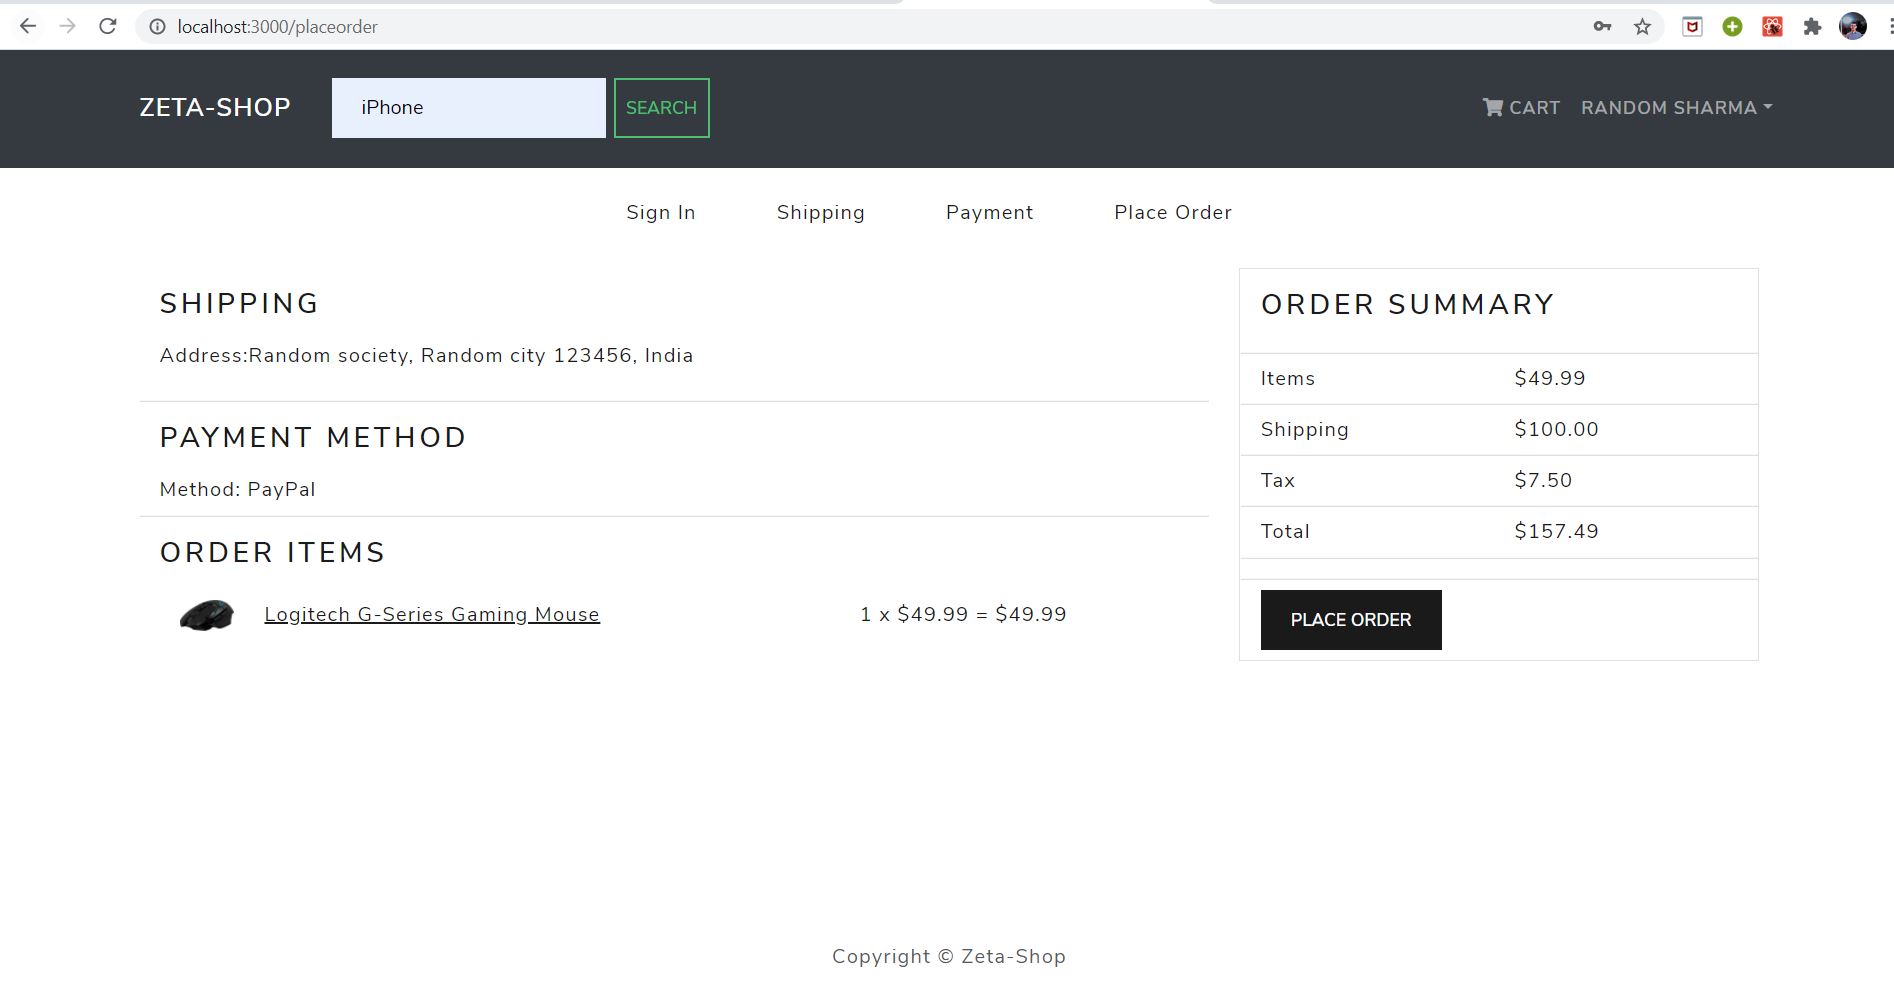 localhost:3000/placeorder
ZETA-SHOP iPhone SEARCH CART RANDOM SHARMA
Sign In Shipping Payment Place Order
SHIPPING
Address:Random society, Random city 123456, India
PAYMENT METHOD
Method: PayPal
ORDER ITEMS
Logitech G-Series Gaming Mouse 1 x $49.99 = $49.99
ORDER SUMMARY
Items $49.99
Shipping $100.00
Tax $7.50
Total $157.49
PLACE ORDER
Copyright © Zeta-Shop